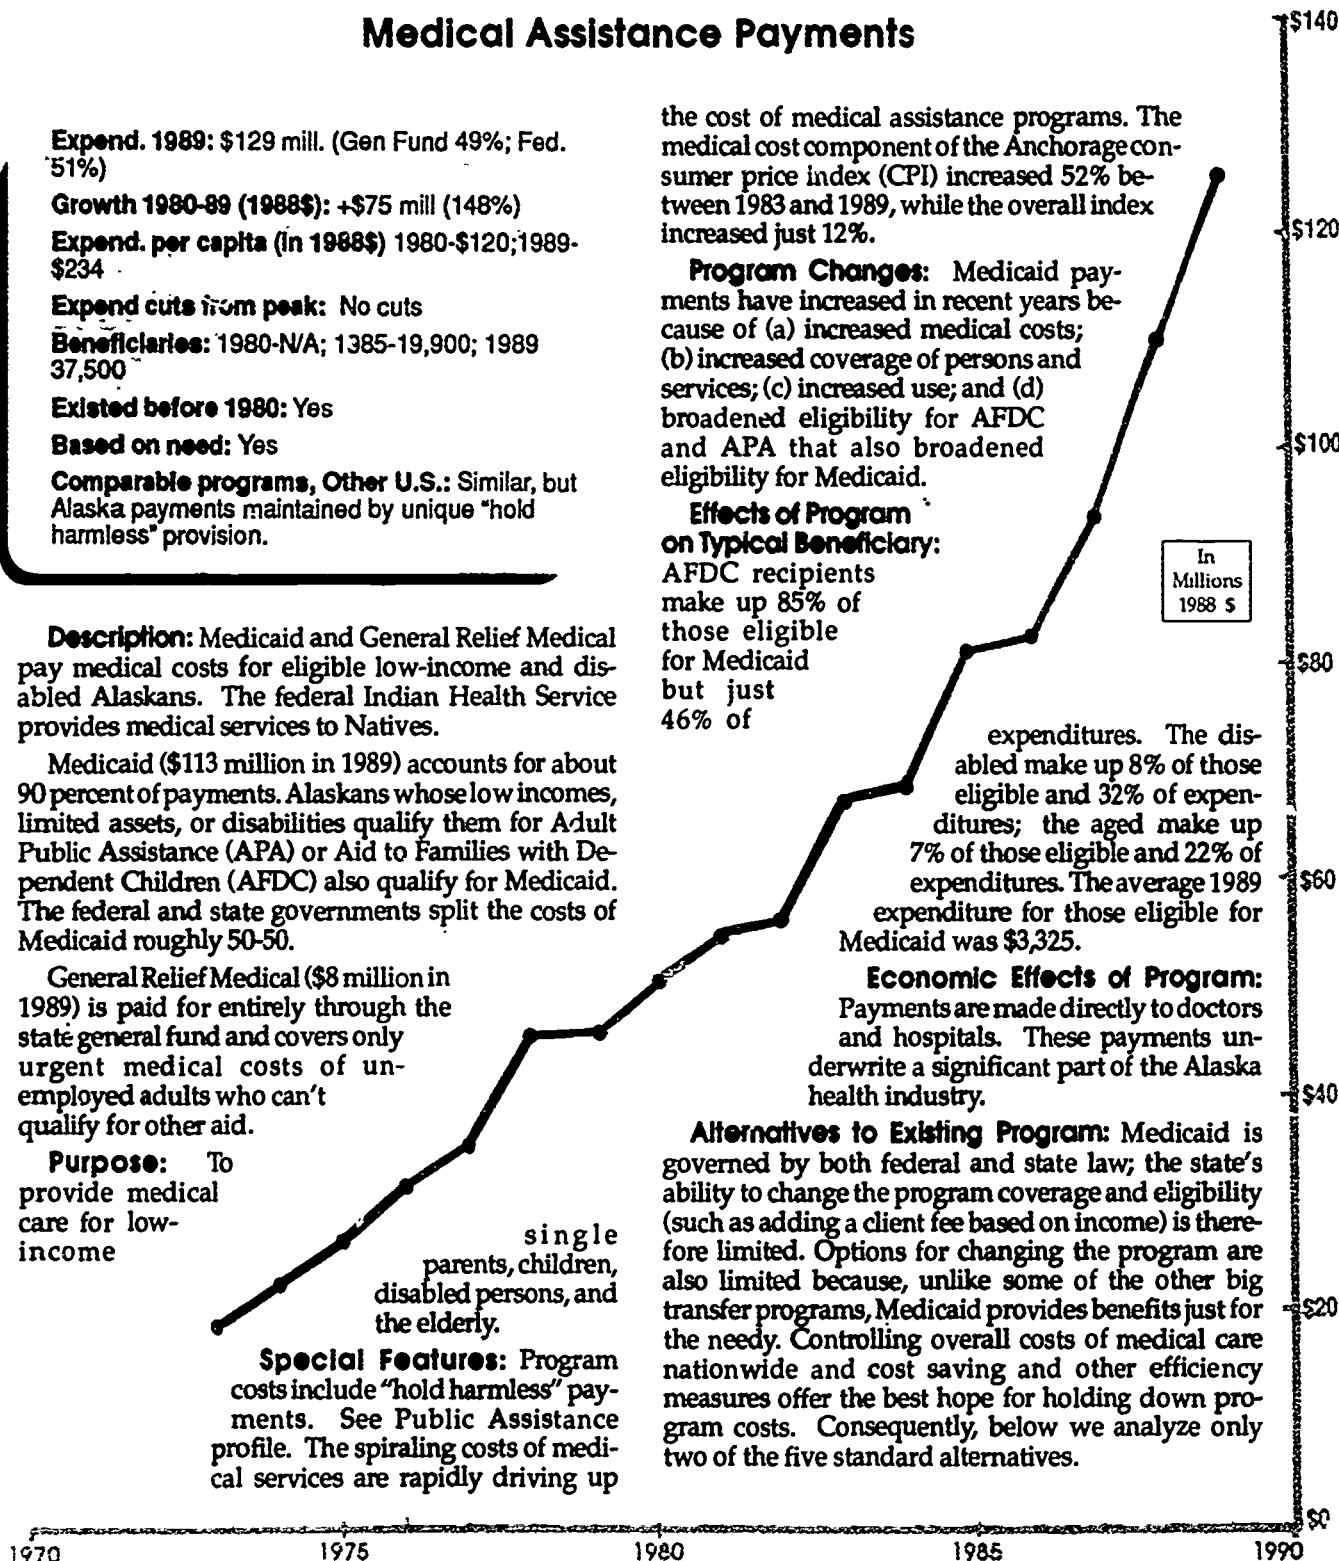 Medical Assistance Payments
Expend. 1989: $129 mill. (Gen Fund 49%; Fed.
51%)
Growth 1980-89 (1988$): +$75 mill (148%)
Expend. per capita (in 1988$) 1980-$120;1989-
$234
Expend cuts from peak: No cuts
Beneficiaries: 1980-N/A; 1385-19,900; 1989
37,500
Existed before 1980: Yes
Based on need: Yes
Comparable programs, Other U.S.: Similar, but
Alaska payments maintained by unique "hold
harmless" provision.
Description: Medicaid and General Relief Medical
pay medical costs for eligible low-income and dis-
abled Alaskans. The federal Indian Health Service
provides medical services to Natives.
Medicaid ($113 million in 1989) accounts for about
90 percent of payments. Alaskans whose low incomes,
limited assets, or disabilities qualify them for Adult
Public Assistance (APA) or Aid to Families with De-
pendent Children (AFDC) also qualify for Medicaid.
The federal and state governments split the costs of
Medicaid roughly 50-50.
General Relief Medical ($8 million in
1989) is paid for entirely through the
state general fund and covers only
urgent medical costs of un-
employed adults who can't
qualify for other aid.
Purpose: To
provide medical
care for low-
income
single
parents, children,
disabled persons, and
the elderly.
Special Features: Program
costs include "hold harmless" pay-
ments. See Public Assistance
profile. The spiraling costs of medi-
cal services are rapidly driving up
the cost of medical assistance programs. The
medical cost component of the Anchorage con-
sumer price index (CPI) increased 52% be-
tween 1983 and 1989, while the overall index
increased just 12%.
Program Changes: Medicaid pay-
ments have increased in recent years be-
cause of (a) increased medical costs;
(b) increased coverage of persons and
services; (c) increased use; and (d)
broadened eligibility for AFDC
and APA that also broadened
eligibility for Medicaid.
Effects of Program
on Typical Beneficiary:
AFDC recipients
make up 85% of
those eligible
for Medicaid
but just
46% of
expenditures. The dis-
abled make up 8% of those
eligible and 32% of expen-
ditures; the aged make up
7% of those eligible and 22% of
expenditures. The average 1989
expenditure for those eligible for
Medicaid was $3,325.
Economic Effects of Program:
Payments are made directly to doctors
and hospitals. These payments un-
derwrite a significant part of the Alaska
health industry.
Alternatives to Existing Program: Medicaid is
governed by both federal and state law; the state's
ability to change the program coverage and eligibility
(such as adding a client fee based on income) is there-
fore limited. Options for changing the program are
also limited because, unlike some of the other big
transfer programs, Medicaid provides benefits just for
the needy. Controlling overall costs of medical care
nationwide and cost saving and other efficiency
measures offer the best hope for holding down pro-
gram costs. Consequently, below we analyze only
two of the five standard alternatives.
In
Millions
1988 $
$140
$120
$100
$80
$60
$40
$20
$0
1970
1975
1980
1985
1990